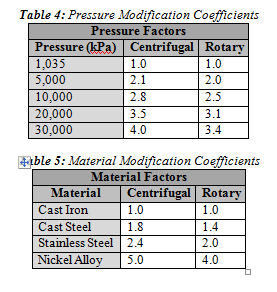 Table 4: Pressure Modification Coefficients
Pressure Factors
Pressure (kPa) Centrifugal Rotary
1,035 1.0 1.0
5,000 2.1 2.0
10,000 2.8 2.5
20,000 3.5 3.1
30,000 4.0 3.4
able 5: Material Modification Coefficients
Material Factors
Material Centrifugal Rotary
Cast Iron 1.0 1.0
Cast Steel 1.8 1.4
Stainless Steel 2.4 2.0
Nickel Alloy 5.0 4.0